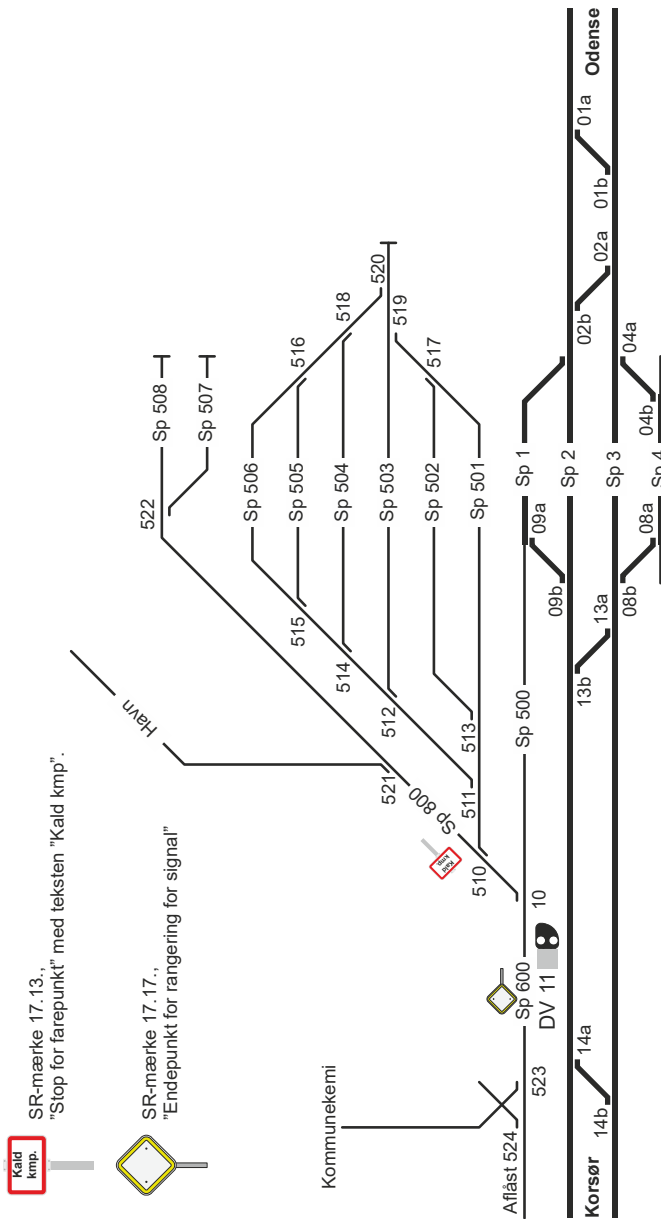 Kald
kmp.
SR-mærke 17.13.,
"Stop for farepunkt" med teksten "Kald kmp".
SR-mærke 17.17.,
"Endepunkt for rangering for signal"
Kommunekemi
Havn
522
Sp 508
Sp 507
516
518
520
519
517
Sp 506
Sp 505
Sp 504
Sp 503
Sp 502
Sp 501
515
514
512
513
511
521
Sp 800
Kald
kmp.
510
10
Sp 600
DV 11
523
Aflåst 524
Sp 500
Sp 1
Sp 2
Sp 3
Sp 4
09a
09b
08a
08b
04a
04b
02a
02b
01a
01b
13a
13b
14a
14b
Korsør
Odense